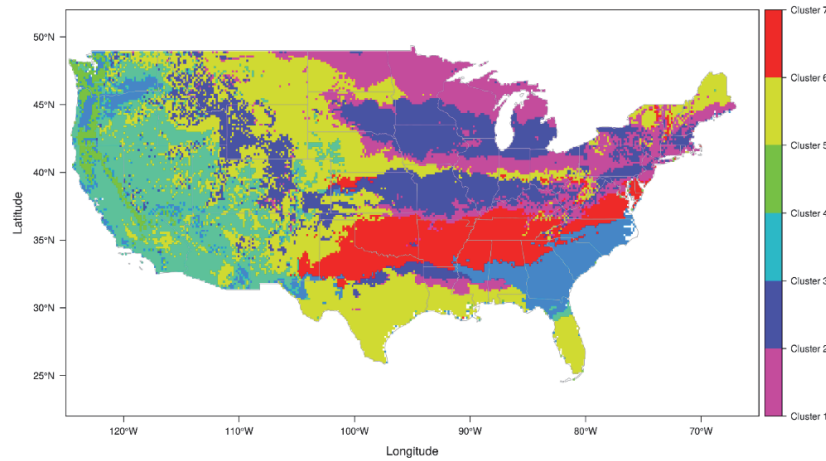 Cluster 7
50°N
Cluster 6
45°N
Cluster 5
40°N
Latitude
Cluster 4
35°N
Cluster 3
30°N
Cluster 2
25°N
Cluster 1
120°W 110°W 100°W 90°W 80°W 70°W
Longitude